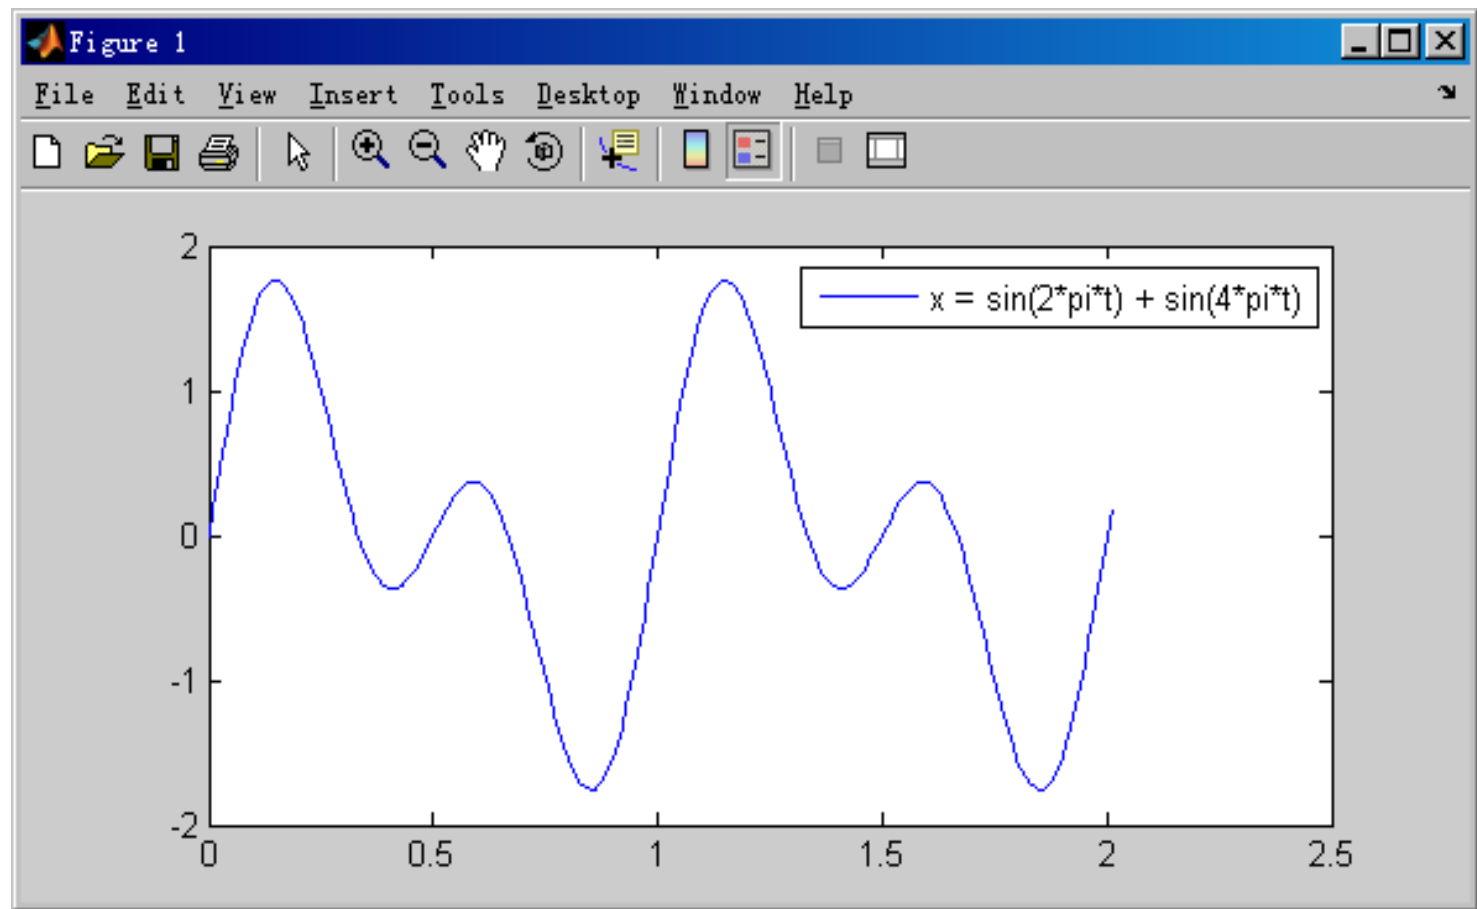 Figure 1
File Edit View Insert Tools Desktop Window Help
x = sin(2*pi*t) + sin(4*pi*t)
2
1
0
-1
-2
0 0.5 1 1.5 2 2.5